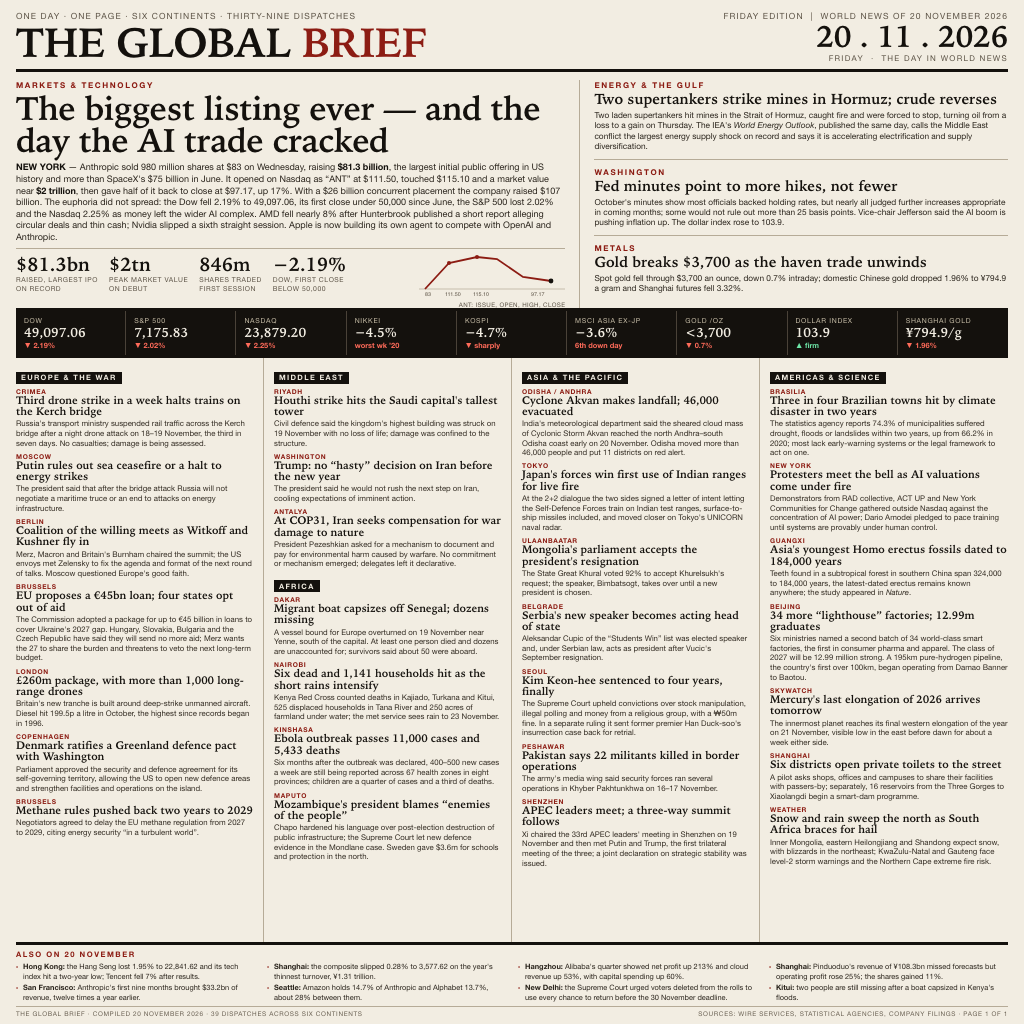 ONE DAY · ONE PAGE · SIX CONTINENTS · THIRTY-NINE DISPATCHES
THE GLOBAL BRIEF
FRIDAY EDITION | WORLD NEWS OF 20 NOVEMBER 2026
20 . 11 . 2026
FRIDAY · THE DAY IN WORLD NEWS
MARKETS & TECHNOLOGY
The biggest listing ever — and the
day the AI trade cracked
NEW YORK — Anthropic sold 980 million shares at $83 on Wednesday, raising $81.3 billion, the largest initial public offering in US
history and more than SpaceX's $75 billion in June. It opened on Nasdaq as “ANT” at $111.50, touched $115.10 and a market value
near $2 trillion, then gave half of it back to close at $97.17, up 17%. With a $26 billion concurrent placement the company raised $107
billion. The euphoria did not spread: the Dow fell 2.19% to 49,097.06, its first close under 50,000 since June, the S&P 500 lost 2.02%
and the Nasdaq 2.25% as money left the wider AI complex. AMD fell nearly 8% after Hunterbrook published a short report alleging
circular deals and thin cash; Nvidia slipped a sixth straight session. Apple is now building its own agent to compete with OpenAI and
Anthropic.
$81.3bn
RAISED, LARGEST IPO
ON RECORD
$2tn
PEAK MARKET VALUE
ON DEBUT
846m
SHARES TRADED
FIRST SESSION
−2.19%
DOW, FIRST CLOSE
BELOW 50,000
83 111.50 115.10 97.17
ANT: ISSUE, OPEN, HIGH, CLOSE
ENERGY & THE GULF
Two supertankers strike mines in Hormuz; crude reverses
Two laden supertankers hit mines in the Strait of Hormuz, caught fire and were forced to stop, turning oil from a
loss to a gain on Thursday. The IEA's World Energy Outlook, published the same day, calls the Middle East
conflict the largest energy supply shock on record and says it is accelerating electrification and supply
diversification.
WASHINGTON
Fed minutes point to more hikes, not fewer
October's minutes show most officials backed holding rates, but nearly all judged further increases appropriate
in coming months; some would not rule out more than 25 basis points. Vice-chair Jefferson said the AI boom is
pushing inflation up. The dollar index rose to 103.9.
METALS
Gold breaks $3,700 as the haven trade unwinds
Spot gold fell through $3,700 an ounce, down 0.7% intraday; domestic Chinese gold dropped 1.96% to ¥794.9
a gram and Shanghai futures fell 3.32%.
DOW
49,097.06
▼ 2.19%
S&P 500
7,175.83
▼ 2.02%
NASDAQ
23,879.20
▼ 2.25%
NIKKEI
−4.5%
worst wk '20
KOSPI
−4.7%
▼ sharply
MSCI ASIA EX-JP
−3.6%
6th down day
GOLD /OZ
<3,700
▼ 0.7%
DOLLAR INDEX
103.9
▲ firm
SHANGHAI GOLD
¥794.9/g
▼ 1.96%
EUROPE & THE WAR
CRIMEA
Third drone strike in a week halts trains on
the Kerch bridge
Russia's transport ministry suspended rail traffic across the Kerch
bridge after a night drone attack on 18–19 November, the third in
seven days. No casualties; damage is being assessed.
MOSCOW
Putin rules out sea ceasefire or a halt to
energy strikes
The president said that after the bridge attack Russia will not
negotiate a maritime truce or an end to attacks on energy
infrastructure.
BERLIN
Coalition of the willing meets as Witkoff and
Kushner fly in
Merz, Macron and Britain's Burnham chaired the summit; the US
envoys met Zelensky to fix the agenda and format of the next round
of talks. Moscow questioned Europe's good faith.
BRUSSELS
EU proposes a €45bn loan; four states opt
out of aid
The Commission adopted a package for up to €45 billion in loans to
cover Ukraine's 2027 gap. Hungary, Slovakia, Bulgaria and the
Czech Republic have said they will send no more aid; Merz wants
the 27 to share the burden and threatens to veto the next long-term
budget.
LONDON
£260m package, with more than 1,000 long-
range drones
Britain's new tranche is built around deep-strike unmanned aircraft.
Diesel hit 199.5p a litre in October, the highest since records began
in 1996.
COPENHAGEN
Denmark ratifies a Greenland defence pact
with Washington
Parliament approved the security and defence agreement for its
self-governing territory, allowing the US to open new defence areas
and strengthen facilities and operations on the island.
BRUSSELS
Methane rules pushed back two years to 2029
Negotiators agreed to delay the EU methane regulation from 2027
to 2029, citing energy security “in a turbulent world”.
MIDDLE EAST
RIYADH
Houthi strike hits the Saudi capital's tallest
tower
Civil defence said the kingdom's highest building was struck on
19 November with no loss of life; damage was confined to the
structure.
WASHINGTON
Trump: no “hasty” decision on Iran before
the new year
The president said he would not rush the next step on Iran,
cooling expectations of imminent action.
ANTALYA
At COP31, Iran seeks compensation for war
damage to nature
President Pezeshkian asked for a mechanism to document and
pay for environmental harm caused by warfare. No commitment
or mechanism emerged; delegates left it declarative.
AFRICA
DAKAR
Migrant boat capsizes off Senegal; dozens
missing
A vessel bound for Europe overturned on 19 November near
Yenne, south of the capital. At least one person died and dozens
are unaccounted for; survivors said about 50 were aboard.
NAIROBI
Six dead and 1,141 households hit as the
short rains intensify
Kenya Red Cross counted deaths in Kajiado, Turkana and Kitui,
525 displaced households in Tana River and 250 acres of
farmland under water; the met service sees rain to 23 November.
KINSHASA
Ebola outbreak passes 11,000 cases and
5,433 deaths
Six months after the outbreak was declared, 400–500 new cases
a week are still being reported across 67 health zones in eight
provinces; children are a quarter of cases and a third of deaths.
MAPUTO
Mozambique's president blames “enemies
of the people”
Chapo hardened his language over post-election destruction of
public infrastructure; the Supreme Court let new defence
evidence in the Mondlane case. Sweden gave $3.6m for schools
and protection in the north.
ASIA & THE PACIFIC
ODISHA / ANDHRA
Cyclone Akvan makes landfall; 46,000
evacuated
India's meteorological department said the sheared cloud mass
of Cyclonic Storm Akvan reached the north Andhra–south
Odisha coast early on 20 November. Odisha moved more than
46,000 people and put 11 districts on red alert.
TOKYO
Japan's forces win first use of Indian ranges
for live fire
At the 2+2 dialogue the two sides signed a letter of intent letting
the Self-Defence Forces train on Indian test ranges, surface-to-
ship missiles included, and moved closer on Tokyo's UNICORN
naval radar.
ULAANBAATAR
Mongolia's parliament accepts the
president's resignation
The State Great Khural voted 92% to accept Khurelsukh's
request; the speaker, Bimbatsogt, takes over until a new
president is chosen.
BELGRADE
Serbia's new speaker becomes acting head
of state
Aleksandar Cupic of the “Students Win” list was elected speaker
and, under Serbian law, acts as president after Vucic's
September resignation.
SEOUL
Kim Keon-hee sentenced to four years,
finally
The Supreme Court upheld convictions over stock manipulation,
illegal polling and money from a religious group, with a ₩50m
fine. In a separate ruling it sent former premier Han Duck-soo's
insurrection case back for retrial.
PESHAWAR
Pakistan says 22 militants killed in border
operations
The army's media wing said security forces ran several
operations in Khyber Pakhtunkhwa on 16–17 November.
SHENZHEN
APEC leaders meet; a three-way summit
follows
Xi chaired the 33rd APEC leaders' meeting in Shenzhen on 19
November and then met Putin and Trump, the first trilateral
meeting of the three; a joint declaration on strategic stability was
issued.
AMERICAS & SCIENCE
BRASILIA
Three in four Brazilian towns hit by climate
disaster in two years
The statistics agency reports 74.3% of municipalities suffered
drought, floods or landslides within two years, up from 66.2% in
2020; most lack early-warning systems or the legal framework to
act on one.
NEW YORK
Protesters meet the bell as AI valuations
come under fire
Demonstrators from RAD collective, ACT UP and New York
Communities for Change gathered outside Nasdaq against the
concentration of AI power; Dario Amodei pledged to pace training
until systems are provably under human control.
GUANGXI
Asia's youngest Homo erectus fossils dated to
184,000 years
Teeth found in a subtropical forest in southern China span 324,000
to 184,000 years, the latest-dated erectus remains known
anywhere; the study appeared in Nature.
BEIJING
34 more “lighthouse” factories; 12.99m
graduates
Six ministries named a second batch of 34 world-class smart
factories, the first in consumer pharma and apparel. The class of
2027 will be 12.99 million strong. A 195km pure-hydrogen pipeline,
the country's first over 100km, began operating from Damao Banner
to Baotou.
SKYWATCH
Mercury's last elongation of 2026 arrives
tomorrow
The innermost planet reaches its final western elongation of the year
on 21 November, visible low in the east before dawn for about a
week either side.
SHANGHAI
Six districts open private toilets to the street
A pilot asks shops, offices and campuses to share their facilities
with passers-by; separately, 16 reservoirs from the Three Gorges to
Xiaolangdi began a smart-dam programme.
WEATHER
Snow and rain sweep the north as South
Africa braces for hail
Inner Mongolia, eastern Heilongjiang and Shandong expect snow,
with blizzards in the northeast; KwaZulu-Natal and Gauteng face
level-2 storm warnings and the Northern Cape extreme fire risk.
ALSO ON 20 NOVEMBER
• Hong Kong: the Hang Seng lost 1.95% to 22,841.62 and its tech
index hit a two-year low; Tencent fell 7% after results.
• San Francisco: Anthropic's first nine months brought $33.2bn of
revenue, twelve times a year earlier.
• Shanghai: the composite slipped 0.28% to 3,577.62 on the year's
thinnest turnover, ¥1.31 trillion.
• Seattle: Amazon holds 14.7% of Anthropic and Alphabet 13.7%,
about 28% between them.
• Hangzhou: Alibaba's quarter showed net profit up 213% and cloud
revenue up 53%, with capital spending up 60%.
• New Delhi: the Supreme Court urged voters deleted from the rolls to
use every chance to return before the 30 November deadline.
• Shanghai: Pinduoduo's revenue of ¥108.3bn missed forecasts but
operating profit rose 25%; the shares gained 11%.
• Kitui: two people are still missing after a boat capsized in Kenya's
floods.
THE GLOBAL BRIEF · COMPILED 20 NOVEMBER 2026 · 39 DISPATCHES ACROSS SIX CONTINENTS
SOURCES: WIRE SERVICES, STATISTICAL AGENCIES, COMPANY FILINGS · PAGE 1 OF 1